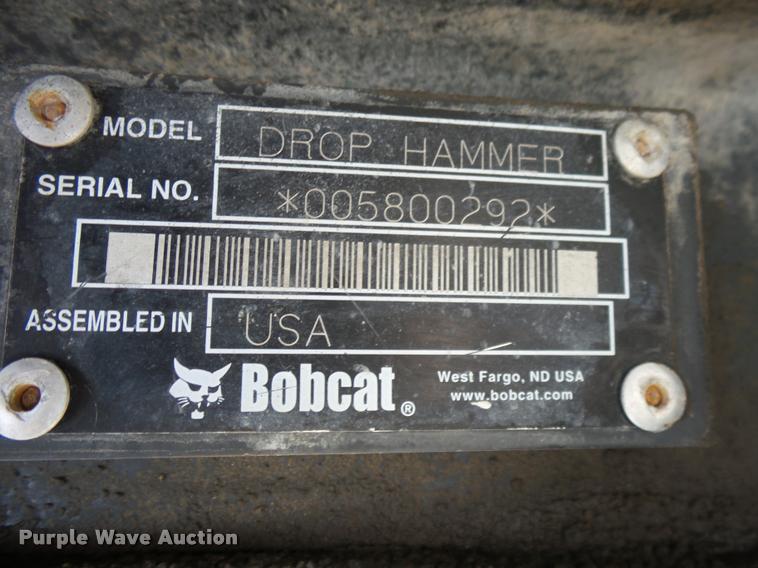 MODEL DROP HAMMER
SERIAL NO. *005800292*
ASSEMBLED IN USA
Bobcat®
West Fargo, ND USA
www.bobcat.com
Purple Wave Auction